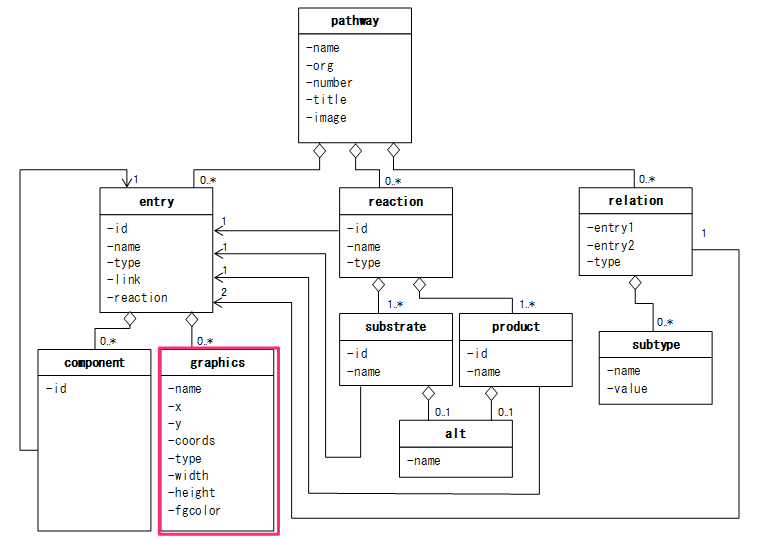 pathway
-name
-org
-number
-title
-image
1
0..*
0..*
0..*
entry
-id
-name
-type
-link
-reaction
reaction
-id
-name
-type
relation
-entry1
-entry2
-type
1
1
1
2
1
0..*
0..*
1..*
1..*
0..*
component
-id
graphics
-name
-x
-y
-coords
-type
-width
-height
-fgcolor
substrate
-id
-name
product
-id
-name
subtype
-name
-value
0..1
0..1
alt
-name